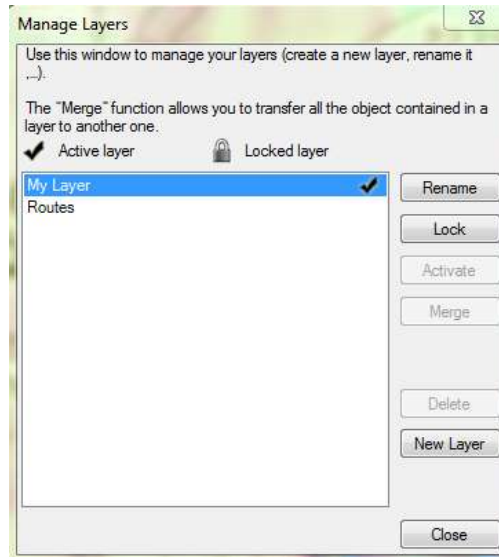 Manage Layers
Use this window to manage your layers (create a new layer, rename it
,...).
The "Merge" function allows you to transfer all the object contained in a
layer to another one.
Active layer Locked layer
My Layer Rename
Routes
Lock
Activate
Merge
Delete
New Layer
Close